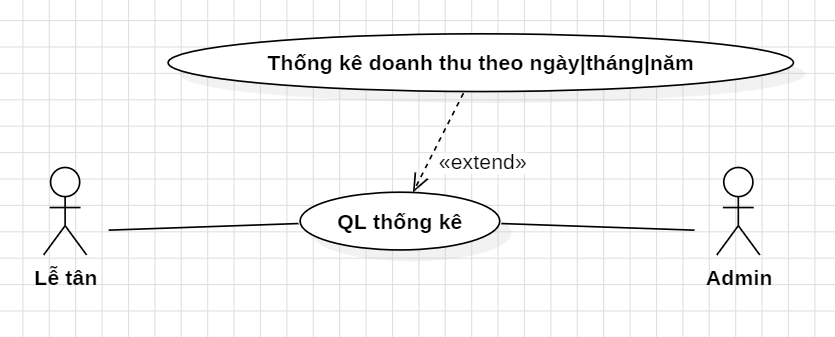 Thống kê doanh thu theo ngày|tháng|năm
«extend»
QL thống kê
Lễ tân
Admin